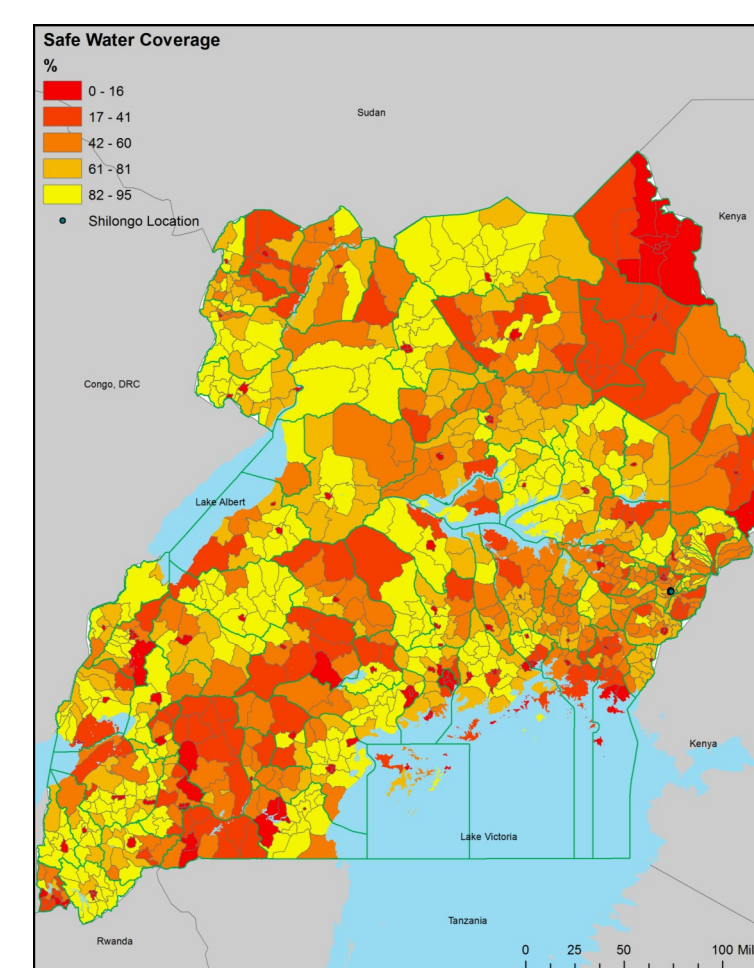 Safe Water Coverage
%
0 - 16
17 - 41
42 - 60
61 - 81
82 - 95
Shilongo Location
Sudan
Kenya
Congo, DRC
Lake Albert
Kenya
Lake Victoria
Tanzania
Rwanda
0 25 50 100 Mil